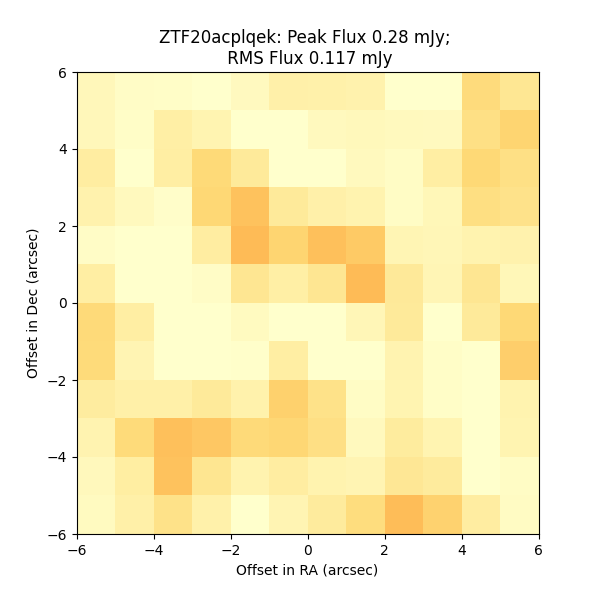 ZTF20acplqek: Peak Flux 0.28 mJy;
RMS Flux 0.117 mJy
6
4
2
0
−2
−4
−6
Offset in Dec (arcsec)
−6 −4 −2 0 2 4 6
Offset in RA (arcsec)